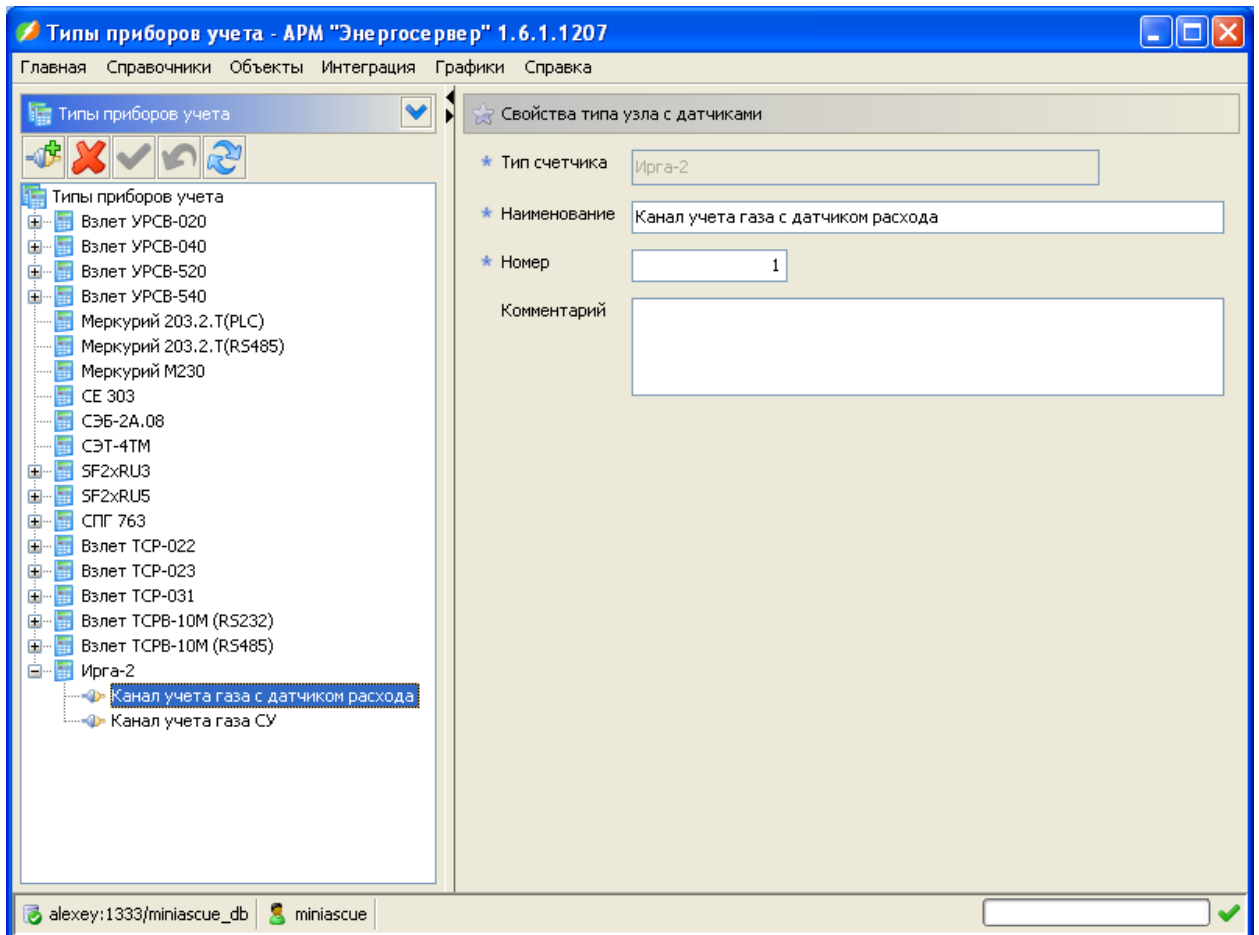 Типы приборов учета - АРМ "Энергосервер" 1.6.1.1207
Главная Справочники Объекты Интеграция Графики Справка
Типы приборов учета
Типы приборов учета
Взлет УРСВ-020
Взлет УРСВ-040
Взлет УРСВ-520
Взлет УРСВ-540
Меркурий 203.2.Т(PLC)
Меркурий 203.2.Т(RS485)
Меркурий М230
СЕ 303
СЭБ-2А.08
СЭТ-4ТМ
SF2xRU3
SF2xRU5
СПГ 763
Взлет ТСР-022
Взлет ТСР-023
Взлет ТСР-031
Взлет ТСРВ-10М (RS232)
Взлет ТСРВ-10М (RS485)
Ирга-2
Канал учета газа с датчиком расхода
Канал учета газа СУ
Свойства типа узла с датчиками
* Тип счетчика Ирга-2
* Наименование Канал учета газа с датчиком расхода
* Номер 1
Комментарий
alexey:1333/miniascue_db miniascue